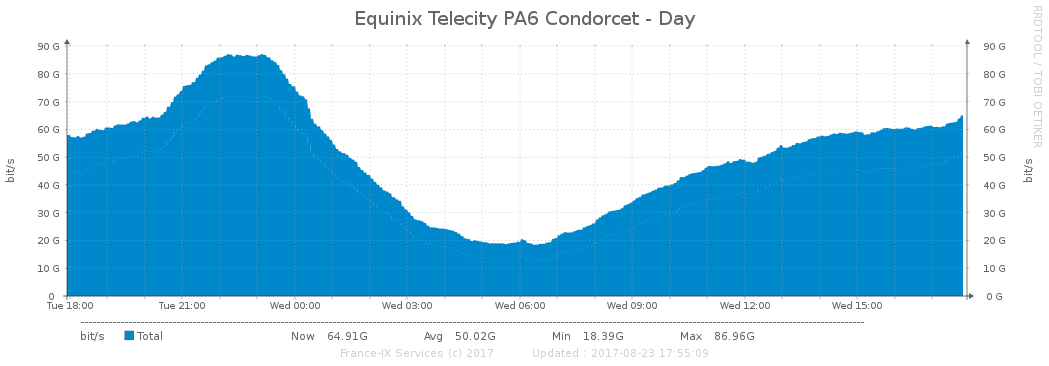 Equinix Telecity PA6 Condorcet - Day
RRDTOOL / TOBI OETIKER
bit/s
90 G 90 G
80 G 80 G
70 G 70 G
60 G 60 G
50 G 50 G
40 G 40 G
30 G 30 G
20 G 20 G
10 G 10 G
0 0 G
bit/s
Tue 18:00 Tue 21:00 Wed 00:00 Wed 03:00 Wed 06:00 Wed 09:00 Wed 12:00 Wed 15:00
bit/s Total Now 64.91G Avg 50.02G Min 18.39G Max 86.96G
France-IX Services (c) 2017 Updated : 2017-08-23 17:55:09